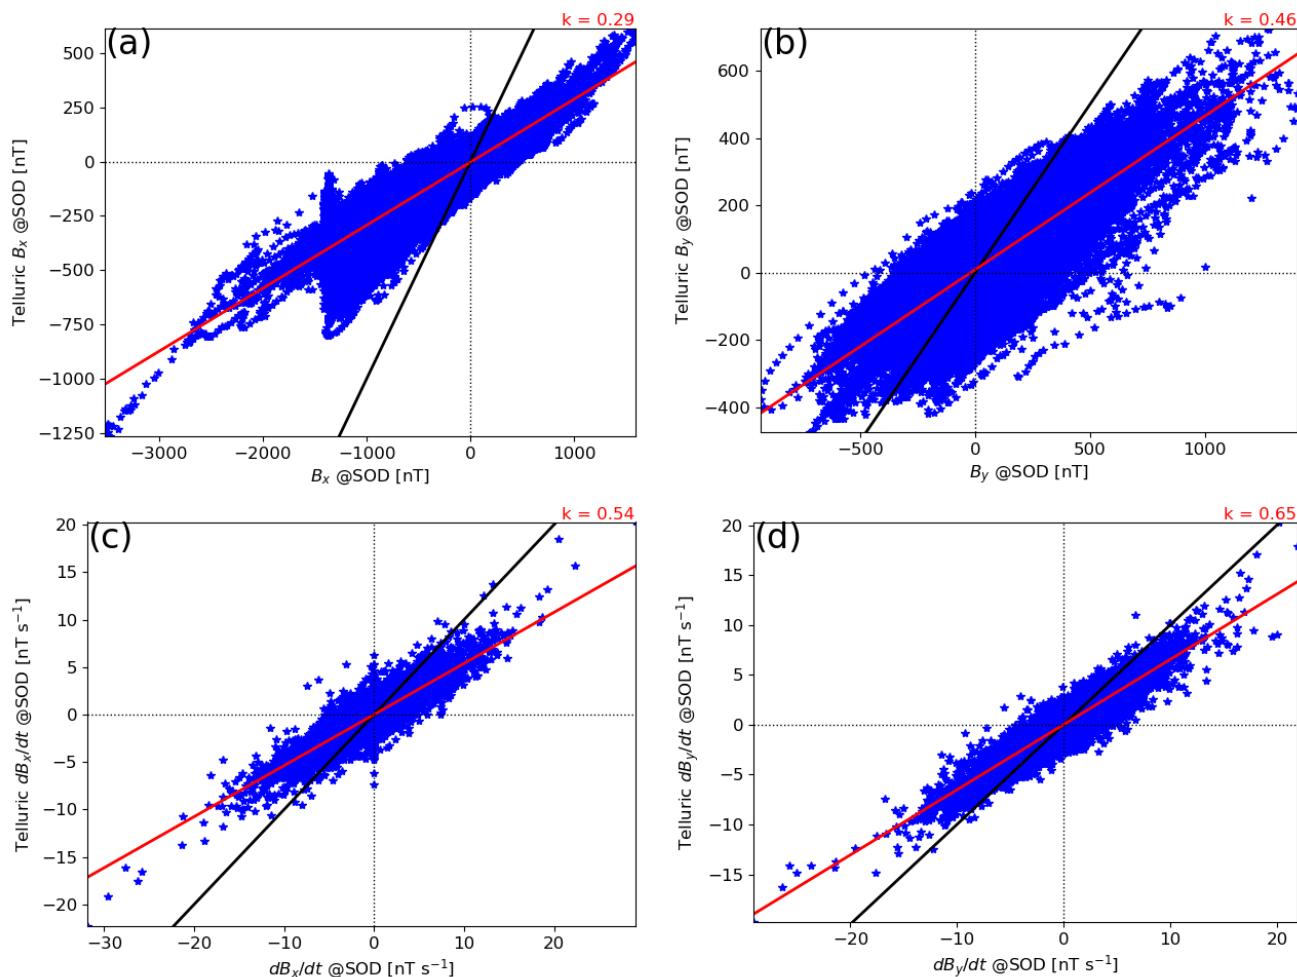 k = 0.29
(a)
500
250
0
−250
−500
−750
−1000
−1250
Telluric Bx @SOD [nT]
−3000 −2000 −1000 0 1000
Bx @SOD [nT]
k = 0.46
(b)
600
400
200
0
−200
−400
Telluric By @SOD [nT]
−500 0 500 1000
By @SOD [nT]
k = 0.54
(c)
20
15
10
5
0
−5
−10
−15
−20
Telluric dBx/dt @SOD [nT s⁻¹]
−30 −20 −10 0 10 20
dBx/dt @SOD [nT s⁻¹]
k = 0.65
(d)
20
15
10
5
0
−5
−10
−15
Telluric dBy/dt @SOD [nT s⁻¹]
−20 −10 0 10 20
dBy/dt @SOD [nT s⁻¹]